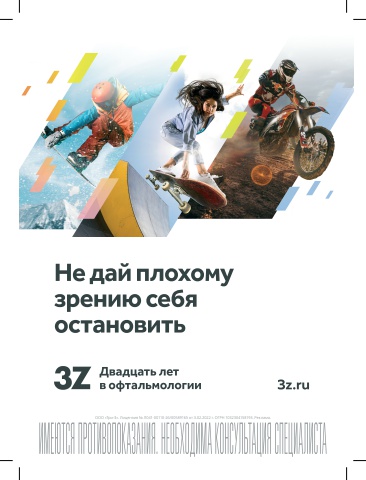 Не дай плохому
зрению себя
остановить
3Z
Двадцать лет
в офтальмологии
3z.ru
ИМЕЮТСЯ ПРОТИВОПОКАЗАНИЯ. НЕОБХОДИМА КОНСУЛЬТАЦИЯ СПЕЦИАЛИСТА